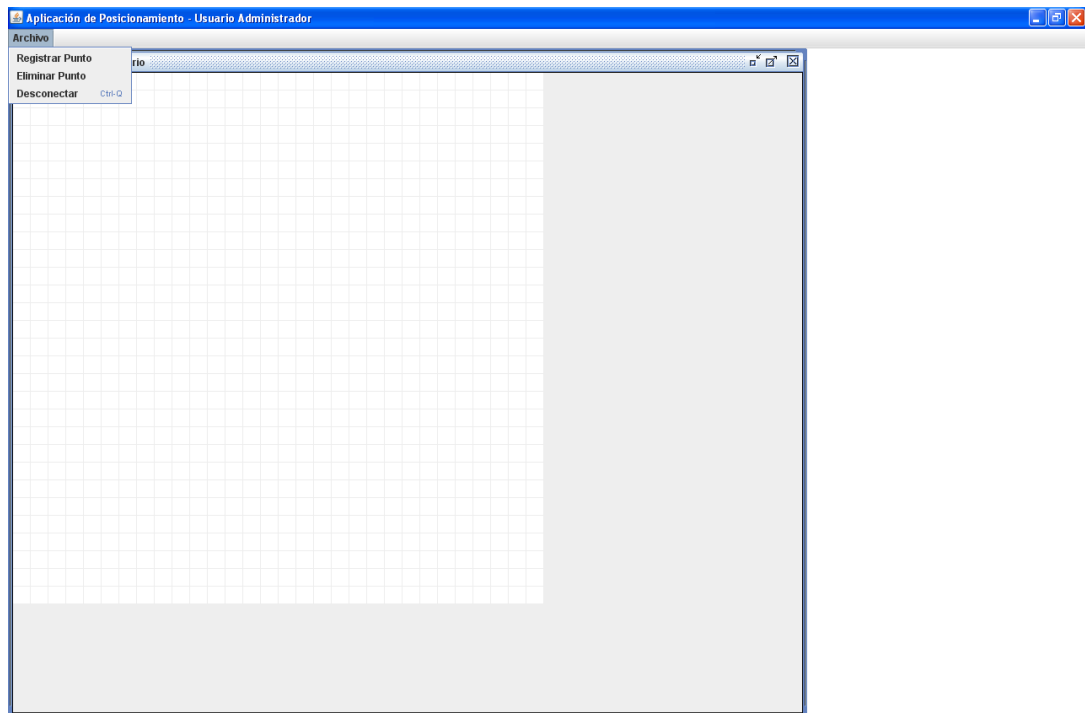 Aplicación de Posicionamiento - Usuario Administrador
Archivo
Registrar Punto
rio
Eliminar Punto
Desconectar Ctrl-Q